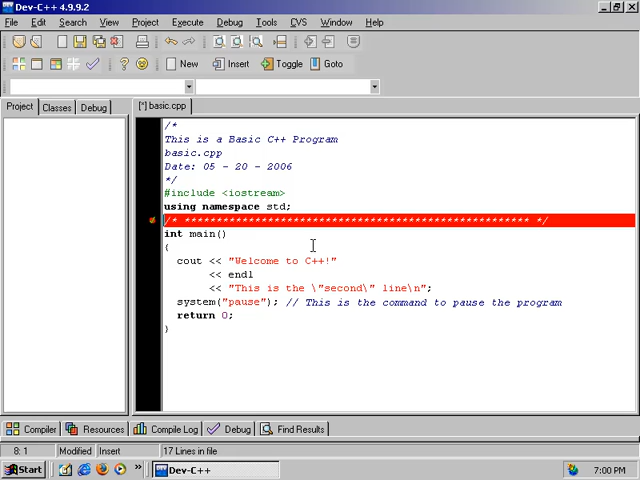 Dev-C++ 4.9.9.2
File Edit Search View Project Execute Debug Tools CVS Window Help
New Insert Toggle Goto
Project Classes Debug [*] basic.cpp
/*
This is a Basic C++ Program
basic.cpp
Date: 05 - 20 - 2006
*/
#include <iostream>
using namespace std;
/* ****************************************************** */
int main()
{
cout << "Welcome to C++!"
<< endl
<< "This is the \"second\" line\n";
system("pause"); // This is the command to pause the program
return 0;
}
Compiler Resources Compile Log Debug Find Results
8: 1 Modified Insert 17 Lines in file
Start Dev-C++ 7:00 PM